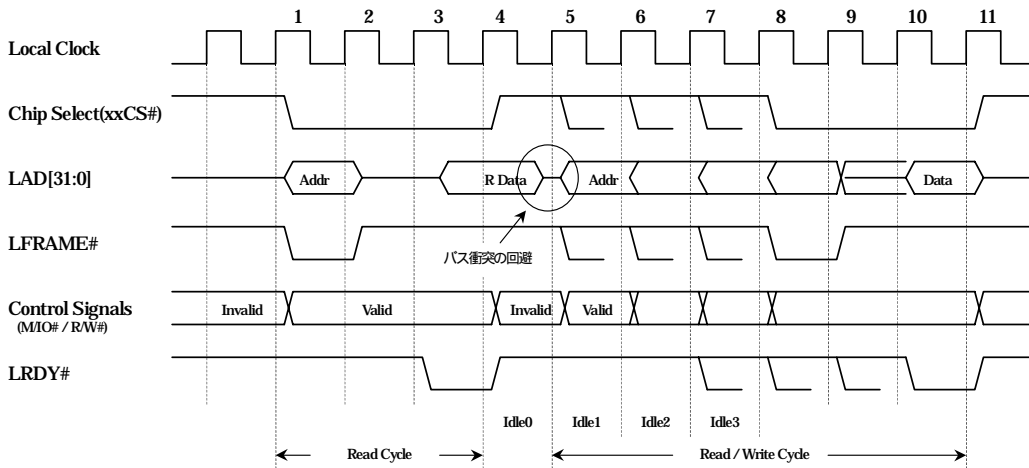 1 2 3 4 5 6 7 8 9 10 11
Local Clock
Chip Select(xxCS#)
LAD[31:0]
Addr R Data Addr Data
LFRAME#
バス衝突の回避
Control Signals
(M/IO# / R/W#)
Invalid Valid Invalid Valid
LRDY#
Idle0 Idle1 Idle2 Idle3
Read Cycle Read / Write Cycle